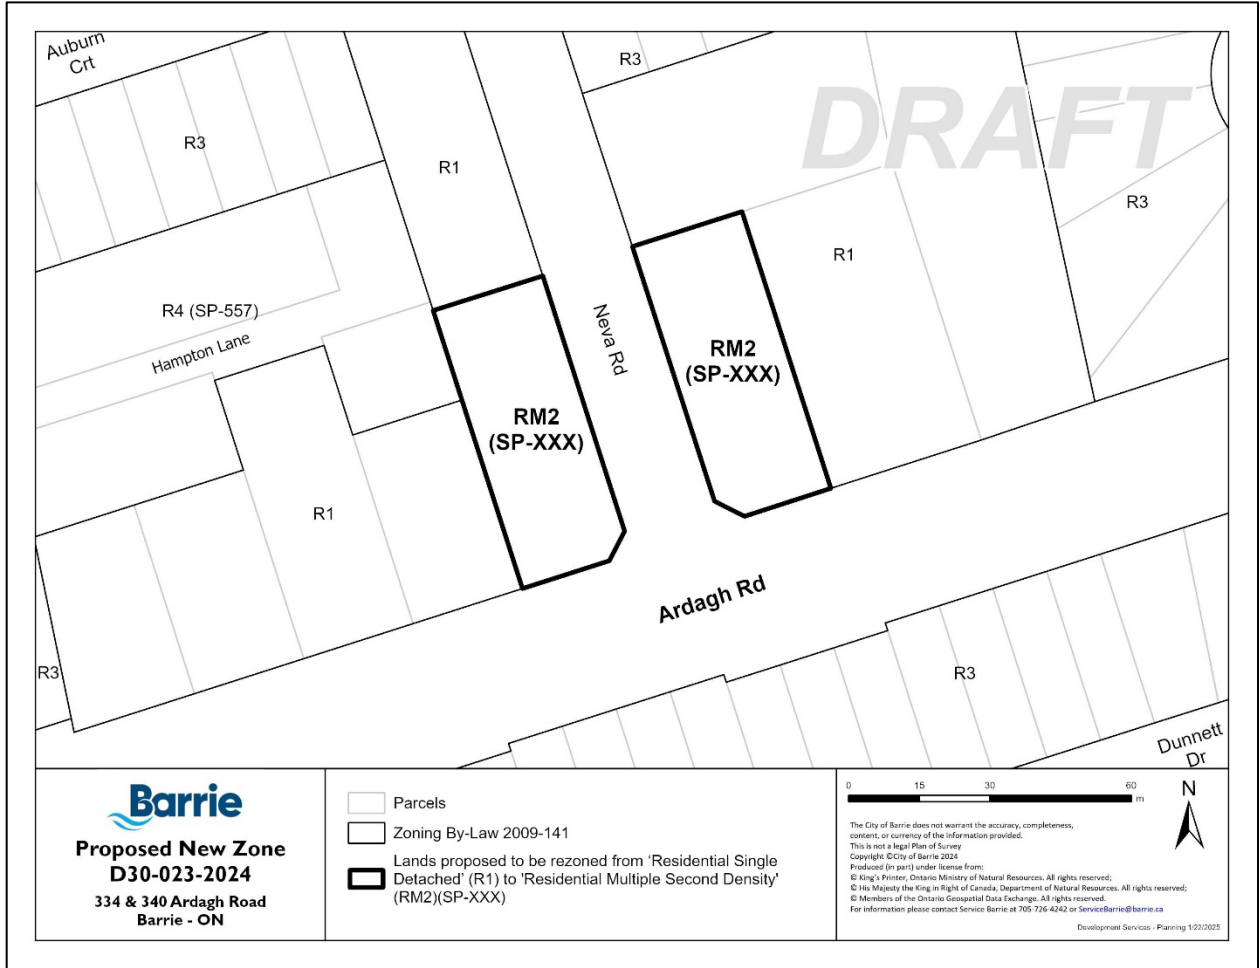 Auburn
Crt
R3
DRAFT
R3
R1
R3
R1
R4 (SP-557)
Hampton Lane
Neva Rd
RM2
(SP-XXX)
RM2
(SP-XXX)
R1
Ardagh Rd
R3
R3
Dunnett
Dr
Barrie
Proposed New Zone
D30-023-2024
334 & 340 Ardagh Road
Barrie - ON
Parcels
Zoning By-Law 2009-141
Lands proposed to be rezoned from 'Residential Single
Detached' (R1) to 'Residential Multiple Second Density'
(RM2)(SP-XXX)
0 15 30 60
m
N
The City of Barrie does not warrant the accuracy, completeness,
content, or currency of the information provided.
This is not a legal Plan of Survey
Copyright ©City of Barrie 2024
Produced (in part) under license from:
© King's Printer, Ontario Ministry of Natural Resources. All rights reserved;
© His Majesty the King in Right of Canada, Department of Natural Resources. All rights reserved;
© Members of the Ontario Geospatial Data Exchange. All rights reserved.
For information please contact Service Barrie at 705-726-4242 or ServiceBarrie@barrie.ca
Development Services - Planning 1/22/2025